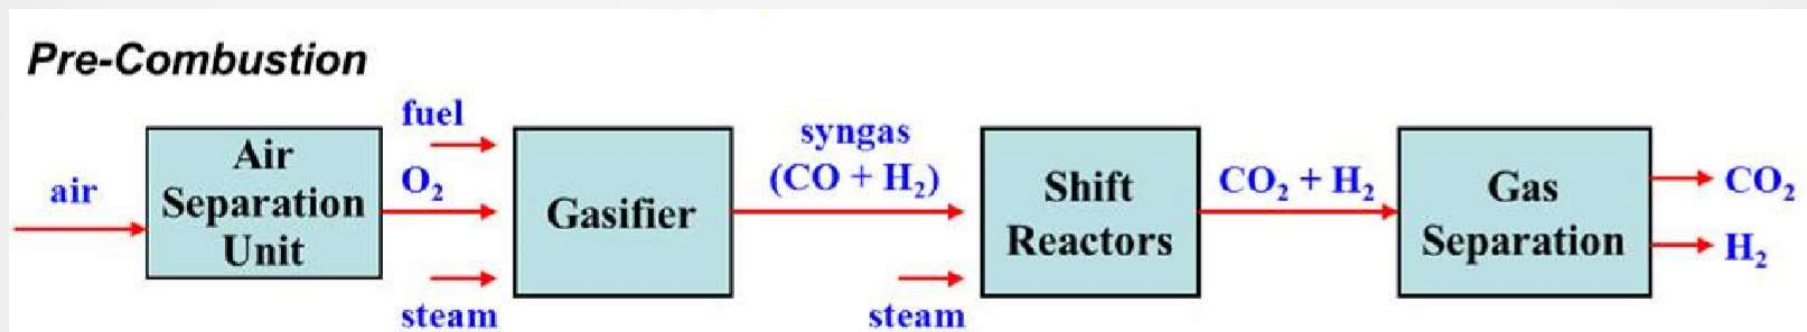 Pre-Combustion
air
Air
Separation
Unit
fuel
O₂
steam
Gasifier
syngas
(CO + H₂)
steam
Shift
Reactors
CO₂ + H₂
Gas
Separation
CO₂
H₂